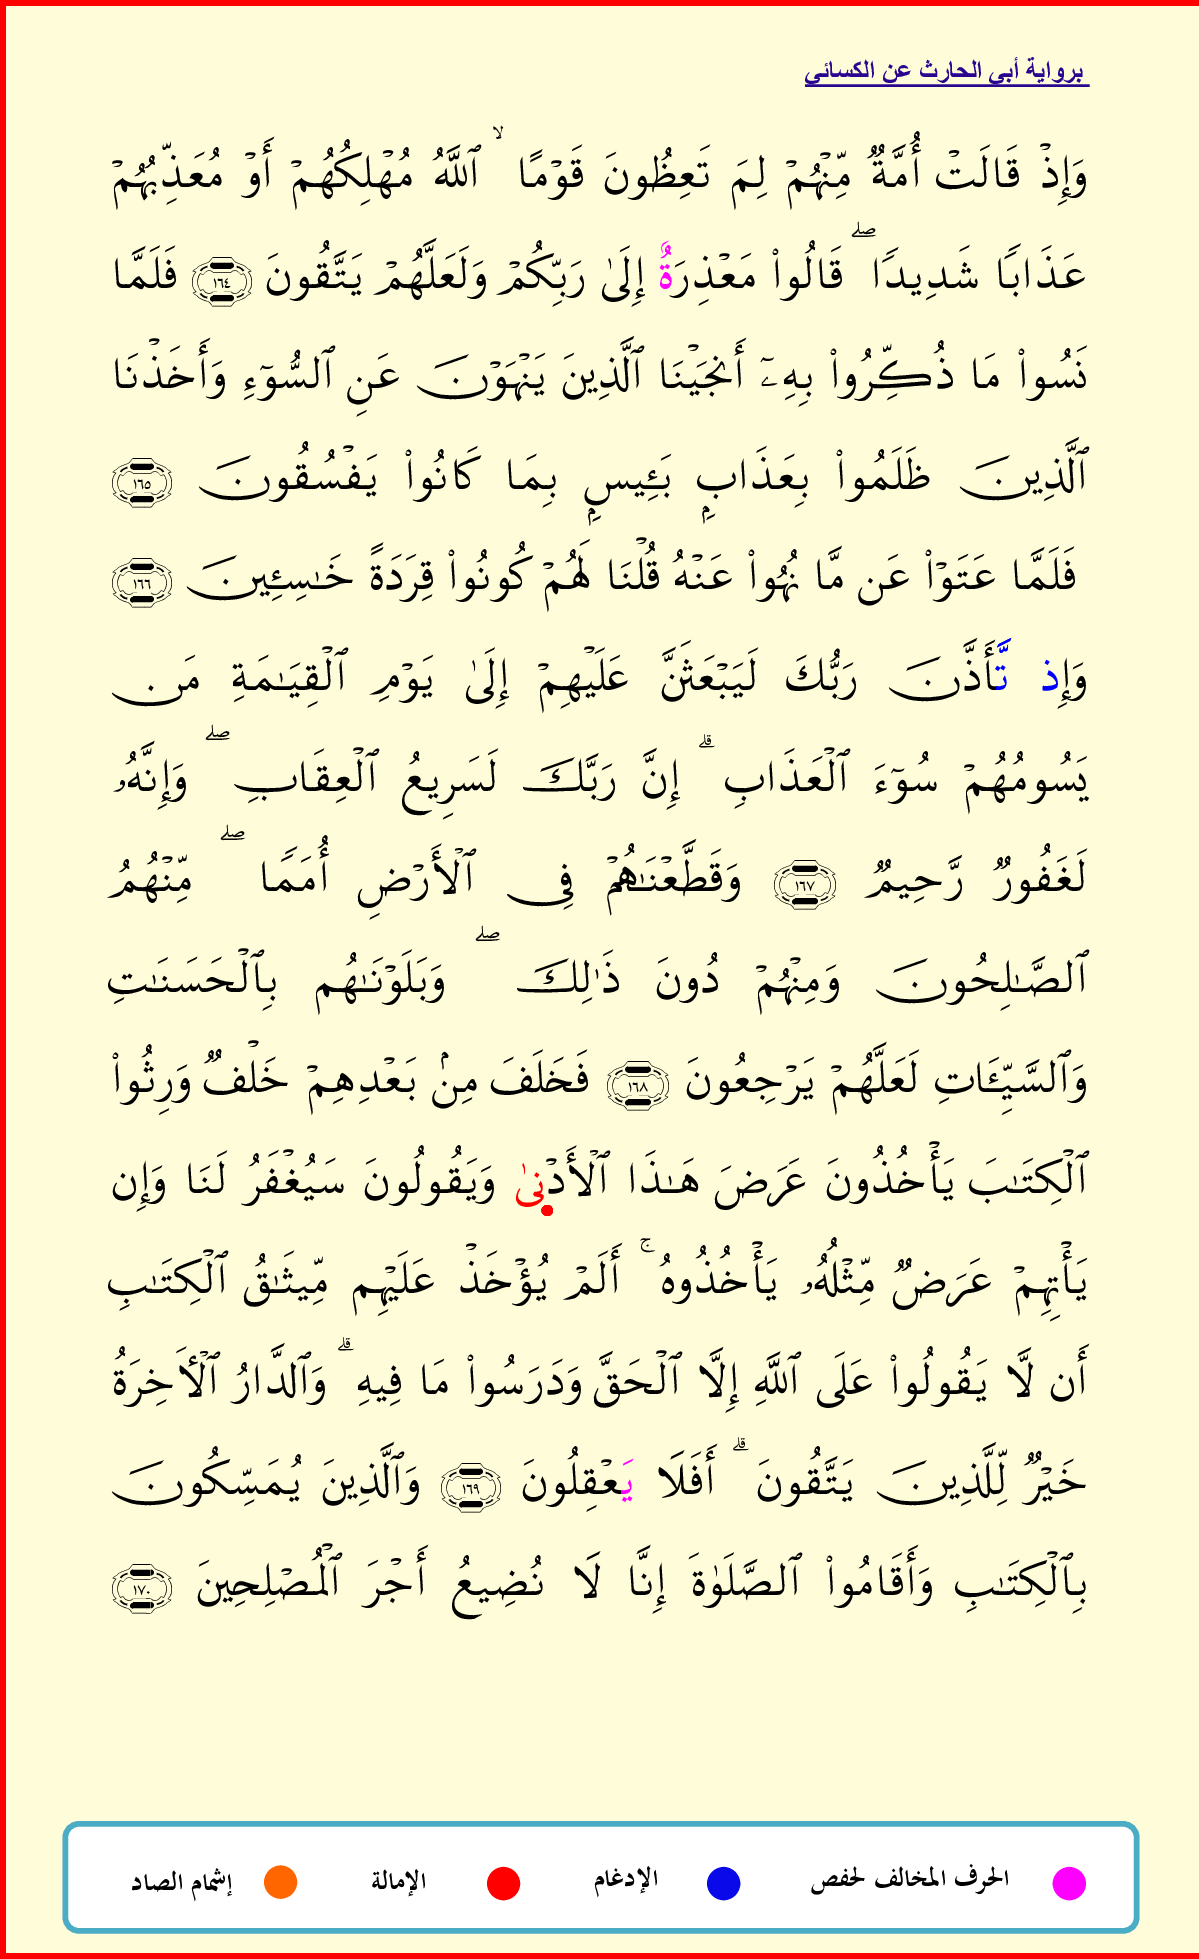 برواية أبي الحارث عن الكسائي
وَإِذۡ قَالَتۡ أُمَّةٞ مِّنۡهُمۡ لِمَ تَعِظُونَ قَوۡمًا ۙ ٱللَّهُ مُهۡلِكُهُمۡ أَوۡ مُعَذِّبُهُمۡ
عَذَابٗا شَدِيدٗا ۖ قَالُواْ مَعۡذِرَةٌ إِلَىٰ رَبِّكُمۡ وَلَعَلَّهُمۡ يَتَّقُونَ ١٦٤ فَلَمَّا
نَسُواْ مَا ذُكِّرُواْ بِهِۦٓ أَنجَيۡنَا ٱلَّذِينَ يَنۡهَوۡنَ عَنِ ٱلسُّوٓءِ وَأَخَذۡنَا
ٱلَّذِينَ ظَلَمُواْ بِعَذَابِۭ بَـِٔيسِۭ بِمَا كَانُواْ يَفۡسُقُونَ ١٦٥
فَلَمَّا عَتَوۡاْ عَن مَّا نُهُواْ عَنۡهُ قُلۡنَا لَهُمۡ كُونُواْ قِرَدَةً خَٰسِـِٔينَ ١٦٦
وَإِذ تَّأَذَّنَ رَبُّكَ لَيَبۡعَثَنَّ عَلَيۡهِمۡ إِلَىٰ يَوۡمِ ٱلۡقِيَٰمَةِ مَن
يَسُومُهُمۡ سُوٓءَ ٱلۡعَذَابِ ۗ إِنَّ رَبَّكَ لَسَرِيعُ ٱلۡعِقَابِ ۖ وَإِنَّهُۥ
لَغَفُورٞ رَّحِيمٞ ١٦٧ وَقَطَّعۡنَٰهُمۡ فِي ٱلۡأَرۡضِ أُمَمٗا ۖ مِّنۡهُمُ
ٱلصَّٰلِحُونَ وَمِنۡهُمۡ دُونَ ذَٰلِكَ ۖ وَبَلَوۡنَٰهُم بِٱلۡحَسَنَٰتِ
وَٱلسَّيِّـَٔاتِ لَعَلَّهُمۡ يَرۡجِعُونَ ١٦٨ فَخَلَفَ مِنۢ بَعۡدِهِمۡ خَلۡفٞ وَرِثُواْ
ٱلۡكِتَٰبَ يَأۡخُذُونَ عَرَضَ هَٰذَا ٱلۡأَدۡنىٰ وَيَقُولُونَ سَيُغۡفَرُ لَنَا وَإِن
يَأۡتِهِمۡ عَرَضٞ مِّثۡلُهُۥ يَأۡخُذُوهُ ۚ أَلَمۡ يُؤۡخَذۡ عَلَيۡهِم مِّيثَٰقُ ٱلۡكِتَٰبِ
أَن لَّا يَقُولُواْ عَلَى ٱللَّهِ إِلَّا ٱلۡحَقَّ وَدَرَسُواْ مَا فِيهِ ۗ وَٱلدَّارُ ٱلۡأٓخِرَةُ
خَيۡرٞ لِّلَّذِينَ يَتَّقُونَ ۗ أَفَلَا يَعۡقِلُونَ ١٦٩ وَٱلَّذِينَ يُمَسِّكُونَ
بِٱلۡكِتَٰبِ وَأَقَامُواْ ٱلصَّلَوٰةَ إِنَّا لَا نُضِيعُ أَجۡرَ ٱلۡمُصۡلِحِينَ ١٧٠
الحرف المخالف لحفص الإدغام الإمالة إشمام الصاد